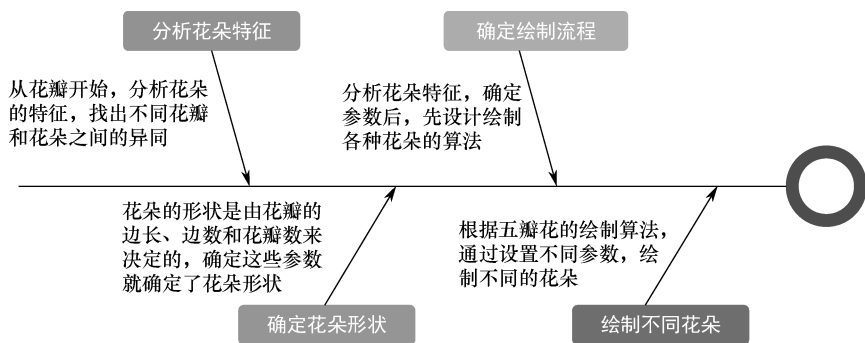 分析花朵特征
从花瓣开始，分析花朵
的特征，找出不同花瓣
和花朵之间的异同
花朵的形状是由花瓣的
边长、边数和花瓣数来
决定的，确定这些参数
就确定了花朵形状
确定花朵形状
确定绘制流程
分析花朵特征，确定
参数后，先设计绘制
各种花朵的算法
根据五瓣花的绘制算法，
通过设置不同参数，绘
制不同的花朵
绘制不同花朵